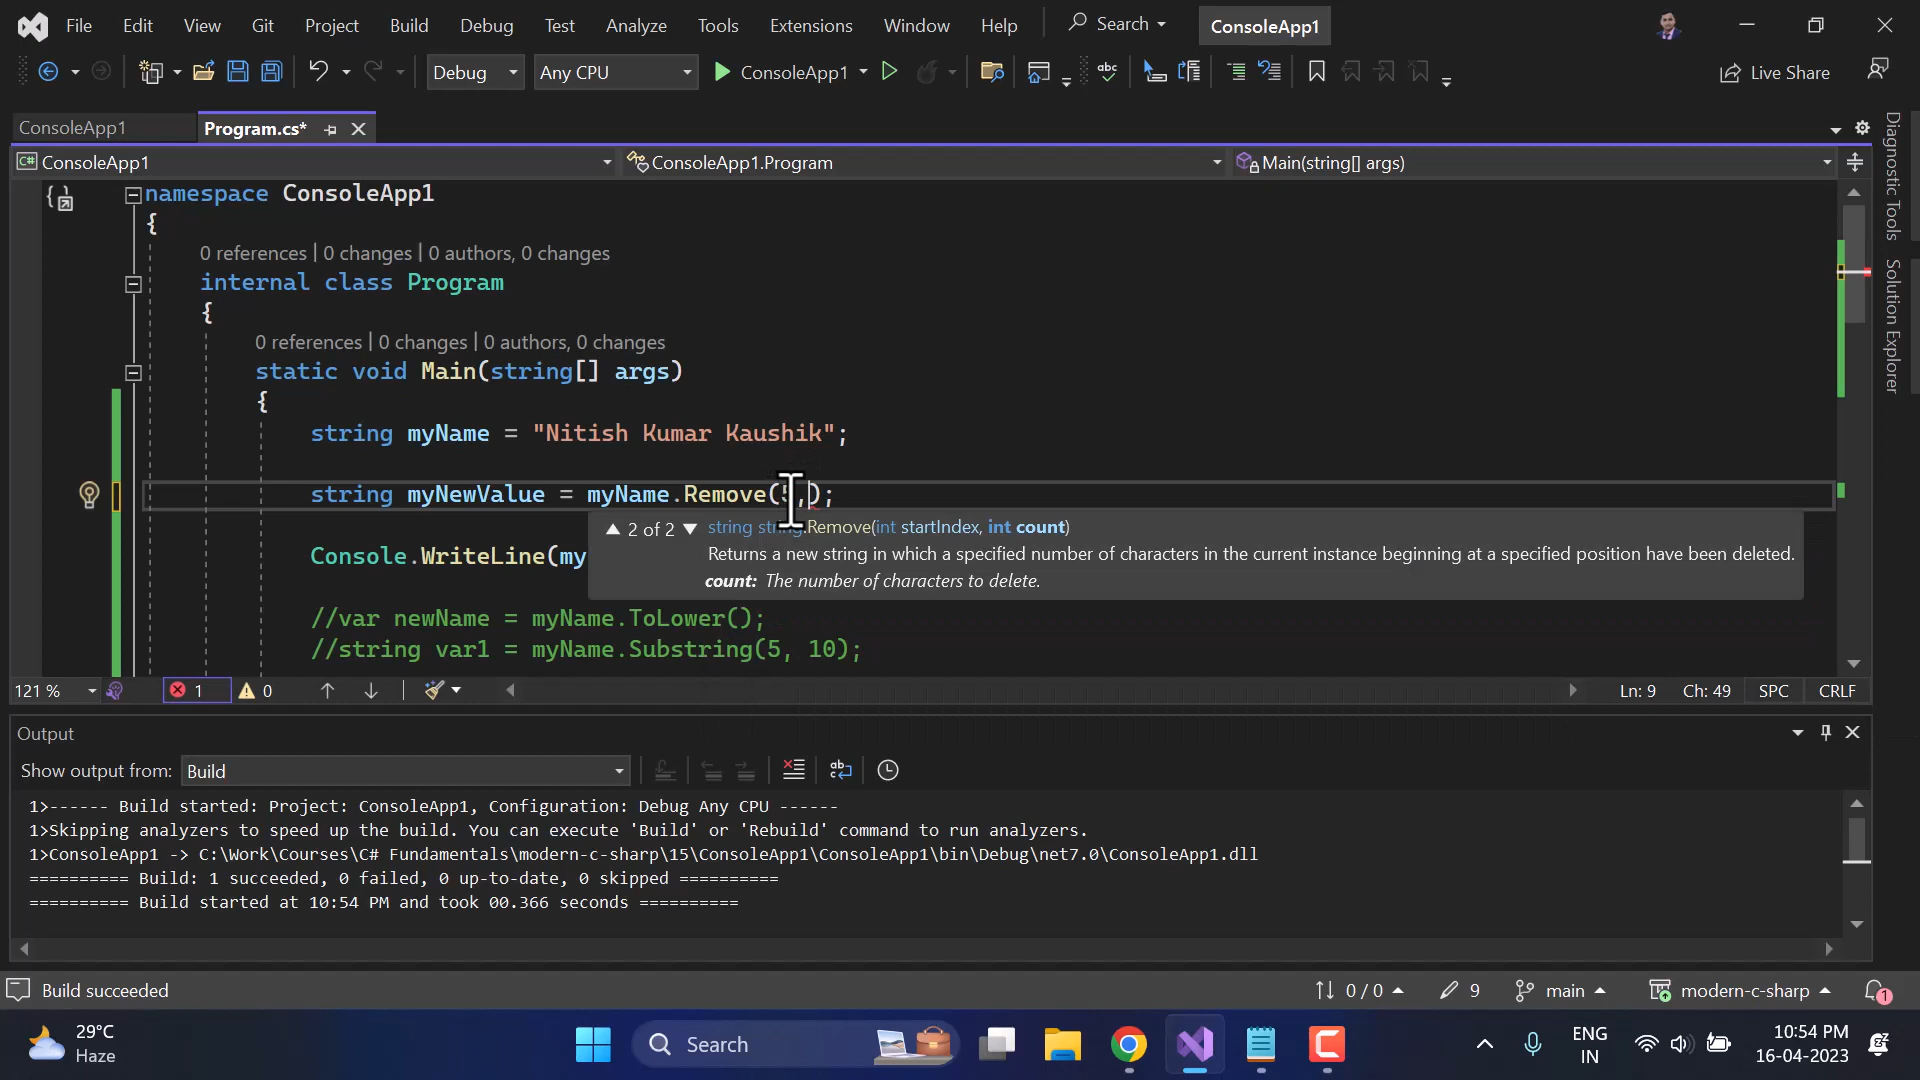 File Edit View Git Project Build Debug Test Analyze Tools Extensions Window Help Search ConsoleApp1
Debug Any CPU ConsoleApp1 Live Share
ConsoleApp1 Program.cs*
C# ConsoleApp1 ConsoleApp1.Program Main(string[] args)
namespace ConsoleApp1
{
0 references | 0 changes | 0 authors, 0 changes
internal class Program
{
0 references | 0 changes | 0 authors, 0 changes
static void Main(string[] args)
{
string myName = "Nitish Kumar Kaushik";
string myNewValue = myName.Remove(5,);
▲ 2 of 2 ▼ string string.Remove(int startIndex, int count)
Returns a new string in which a specified number of characters in the current instance beginning at a specified position have been deleted.
count: The number of characters to delete.
Console.WriteLine(my
//var newName = myName.ToLower();
//string var1 = myName.Substring(5, 10);
121 % 1 0 Ln: 9 Ch: 49 SPC CRLF
Diagnostic Tools
Solution Explorer
Output
Show output from: Build
1>------ Build started: Project: ConsoleApp1, Configuration: Debug Any CPU ------
1>Skipping analyzers to speed up the build. You can execute 'Build' or 'Rebuild' command to run analyzers.
1>ConsoleApp1 -> C:\Work\Courses\C# Fundamentals\modern-c-sharp\15\ConsoleApp1\ConsoleApp1\bin\Debug\net7.0\ConsoleApp1.dll
========== Build: 1 succeeded, 0 failed, 0 up-to-date, 0 skipped ==========
========== Build started at 10:54 PM and took 00.366 seconds ==========
Build succeeded 0 / 0 9 main modern-c-sharp 1
29°C
Haze
Search
ENG
IN
10:54 PM
16-04-2023